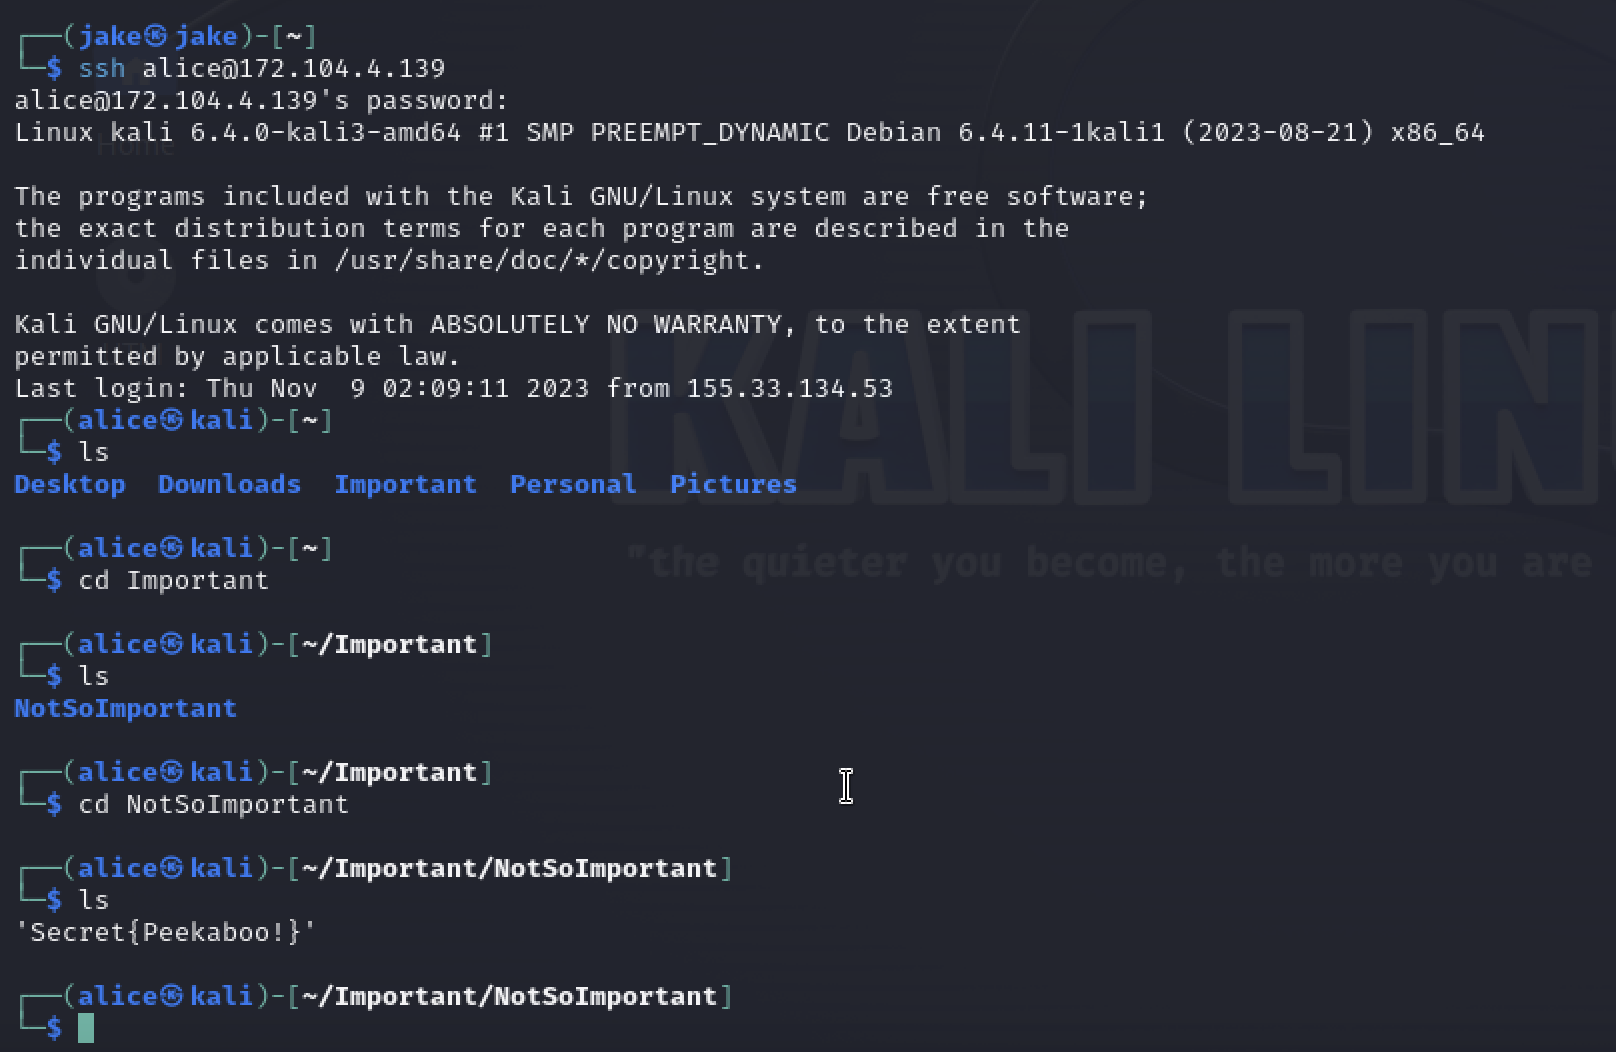 ┌──(jake㉿jake)-[~]
└─$ ssh alice@172.104.4.139
alice@172.104.4.139's password:
Linux kali 6.4.0-kali3-amd64 #1 SMP PREEMPT_DYNAMIC Debian 6.4.11-1kali1 (2023-08-21) x86_64
Home
The programs included with the Kali GNU/Linux system are free software;
the exact distribution terms for each program are described in the
individual files in /usr/share/doc/*/copyright.
Kali GNU/Linux comes with ABSOLUTELY NO WARRANTY, to the extent
permitted by applicable law.
Last login: Thu Nov  9 02:09:11 2023 from 155.33.134.53
┌──(alice㉿kali)-[~]
└─$ ls
Desktop  Downloads  Important  Personal  Pictures
KALI LIN
┌──(alice㉿kali)-[~]
"the quieter you become, the more you are
└─$ cd Important
┌──(alice㉿kali)-[~/Important]
└─$ ls
NotSoImportant
┌──(alice㉿kali)-[~/Important]
└─$ cd NotSoImportant
┌──(alice㉿kali)-[~/Important/NotSoImportant]
└─$ ls
'Secret{Peekaboo!}'
┌──(alice㉿kali)-[~/Important/NotSoImportant]
└─$